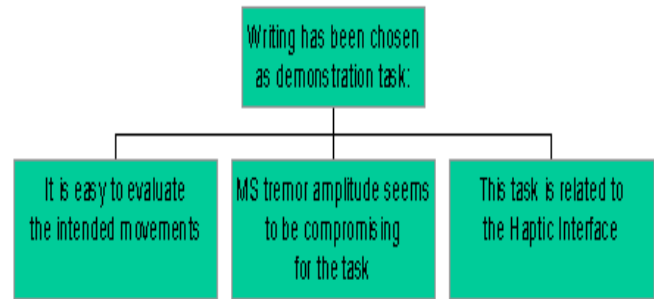 Writing has been chosen
as demonstration task:
It is easy to evaluate
the intended movements
MS tremor amplitude seems
to be compromising
for the task
This task is related to
the Haptic Interface